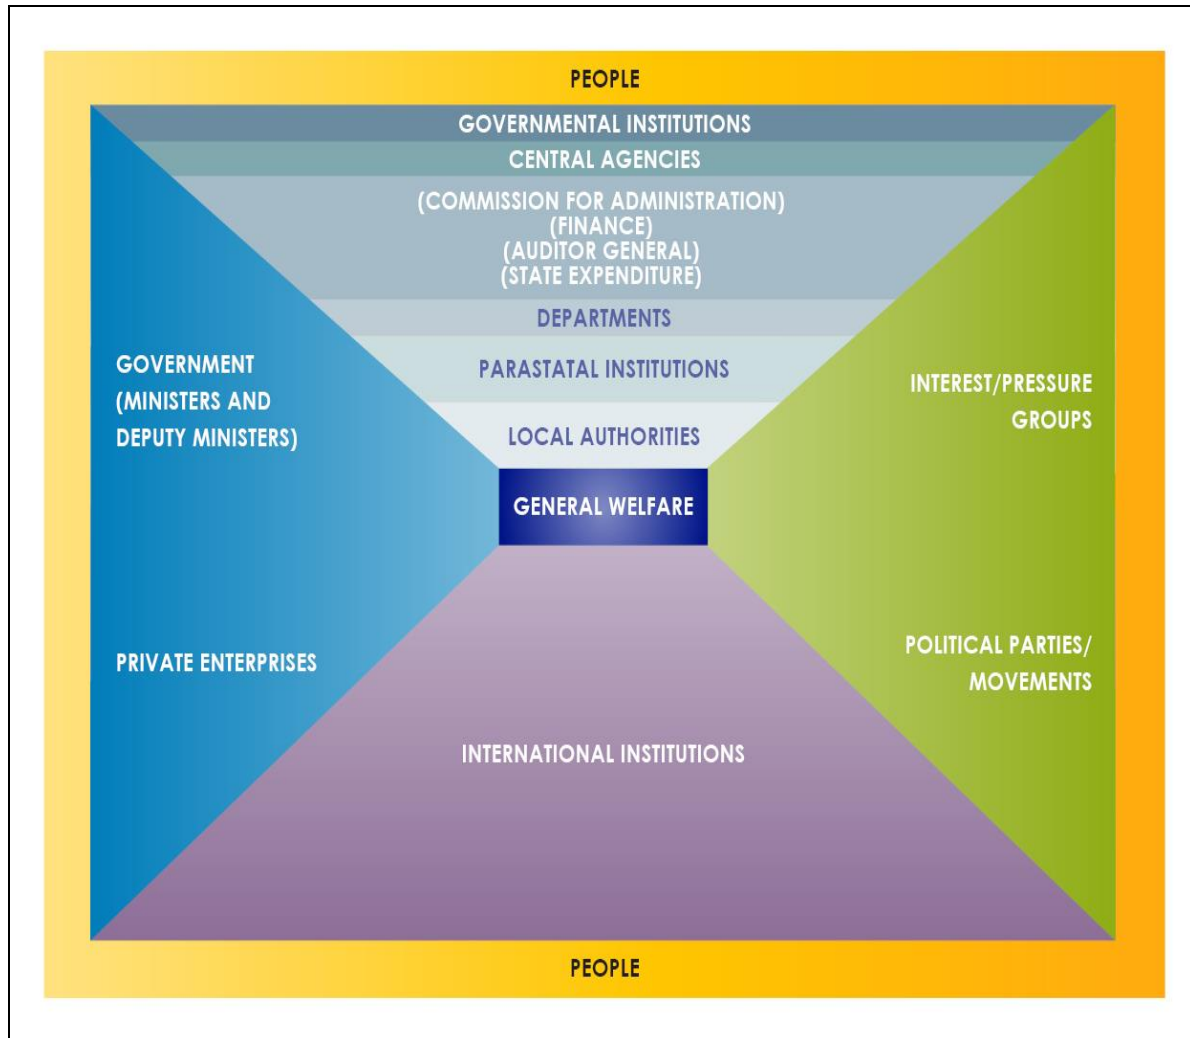 PEOPLE
GOVERNMENTAL INSTITUTIONS
CENTRAL AGENCIES
(COMMISSION FOR ADMINISTRATION)
(FINANCE)
(AUDITOR GENERAL)
(STATE EXPENDITURE)
DEPARTMENTS
PARASTATAL INSTITUTIONS
LOCAL AUTHORITIES
GOVERNMENT
(MINISTERS AND
DEPUTY MINISTERS)
INTEREST/PRESSURE
GROUPS
GENERAL WELFARE
PRIVATE ENTERPRISES
POLITICAL PARTIES/
MOVEMENTS
INTERNATIONAL INSTITUTIONS
PEOPLE